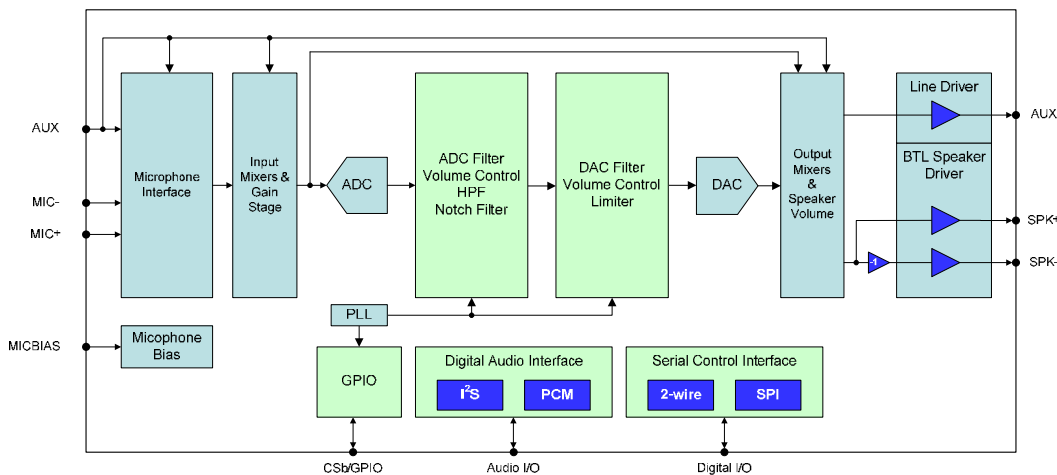 AUX
MIC-
MIC+
MICBIAS
Microphone
Interface
Input
Mixers &
Gain
Stage
ADC
ADC Filter
Volume Control
HPF
Notch Filter
DAC Filter
Volume Control
Limiter
DAC
Output
Mixers
&
Speaker
Volume
Line Driver
BTL Speaker
Driver
-1
AUX
SPK+
SPK-
Micophone
Bias
PLL
GPIO
Digital Audio Interface
I²S
PCM
Serial Control Interface
2-wire
SPI
CSb/GPIO
Audio I/O
Digital I/O